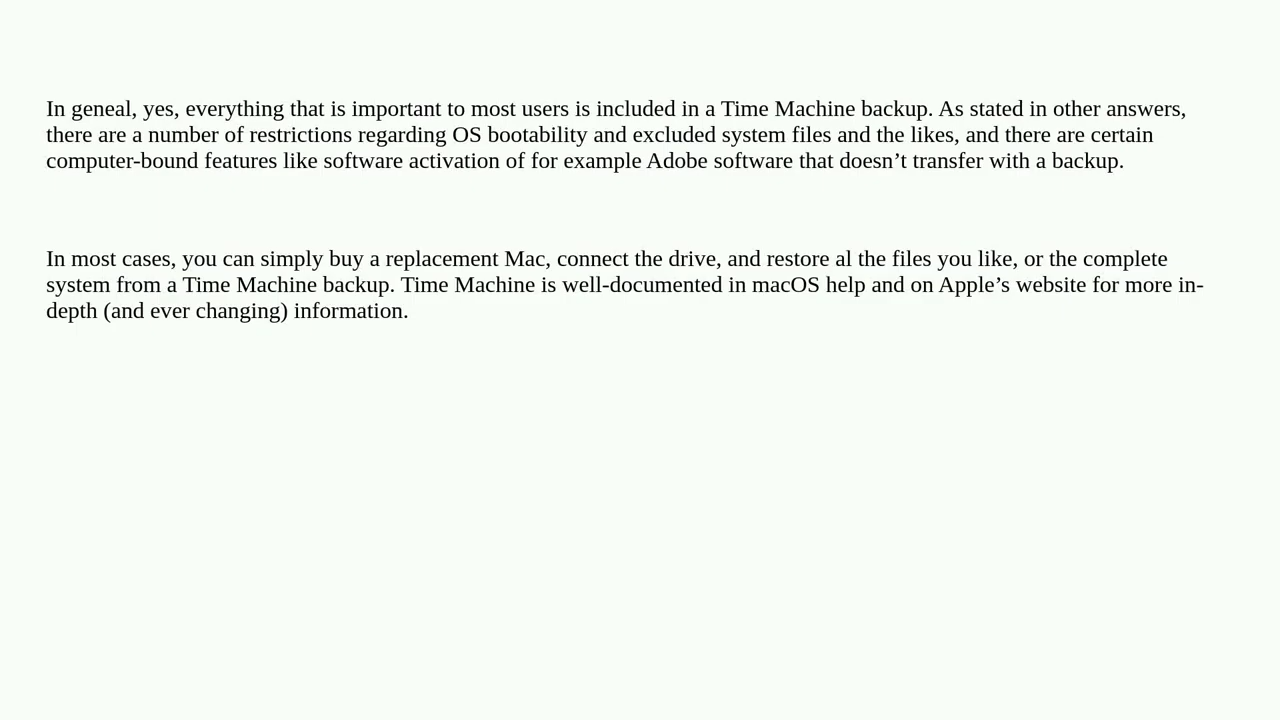 In geneal, yes, everything that is important to most users is included in a Time Machine backup. As stated in other answers,
there are a number of restrictions regarding OS bootability and excluded system files and the likes, and there are certain
computer-bound features like software activation of for example Adobe software that doesn’t transfer with a backup.
In most cases, you can simply buy a replacement Mac, connect the drive, and restore al the files you like, or the complete
system from a Time Machine backup. Time Machine is well-documented in macOS help and on Apple’s website for more in-
depth (and ever changing) information.